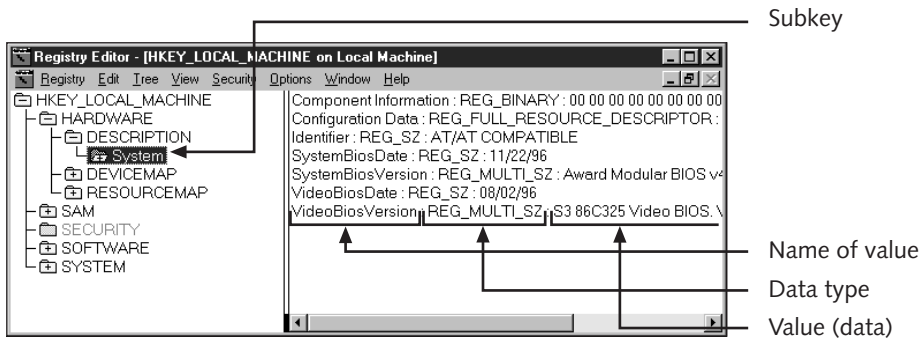 Subkey
Registry Editor - [HKEY_LOCAL_MACHINE on Local Machine]
Registry Edit Tree View Security Options Window Help
HKEY_LOCAL_MACHINE
HARDWARE
DESCRIPTION
System
DEVICEMAP
RESOURCEMAP
SAM
SECURITY
SOFTWARE
SYSTEM
Component Information : REG_BINARY : 00 00 00 00 00 00 00 00
Configuration Data : REG_FULL_RESOURCE_DESCRIPTOR :
Identifier : REG_SZ : AT/AT COMPATIBLE
SystemBiosDate : REG_SZ : 11/22/96
SystemBiosVersion : REG_MULTI_SZ : Award Modular BIOS v4
VideoBiosDate : REG_SZ : 08/02/96
VideoBiosVersion : REG_MULTI_SZ : S3 86C325 Video BIOS. V
Name of value
Data type
Value (data)